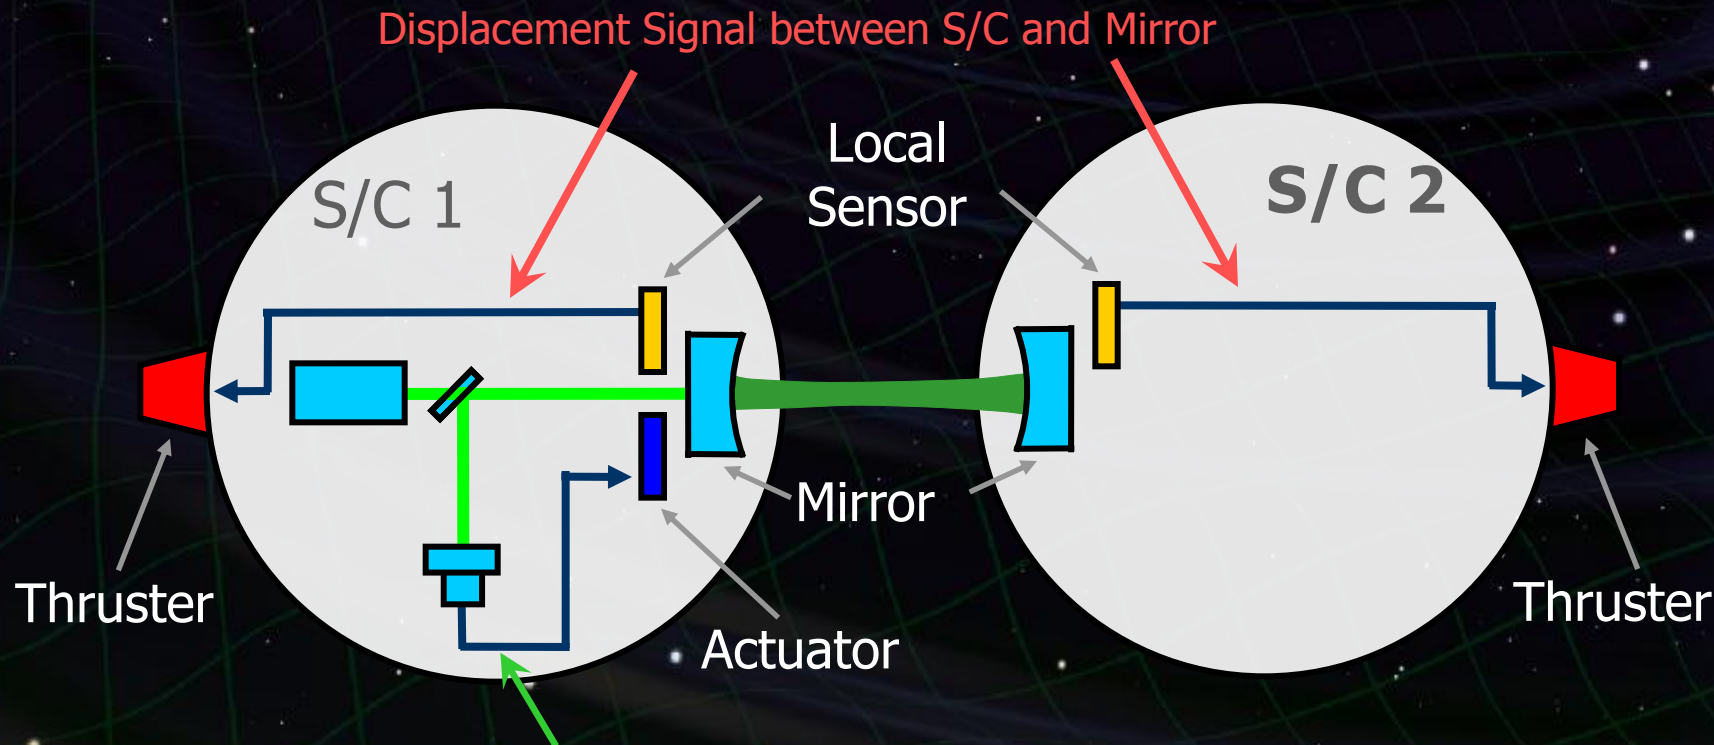 Displacement Signal between S/C and Mirror
Local
Sensor
S/C 1
S/C 2
Mirror
Thruster
Thruster
Actuator